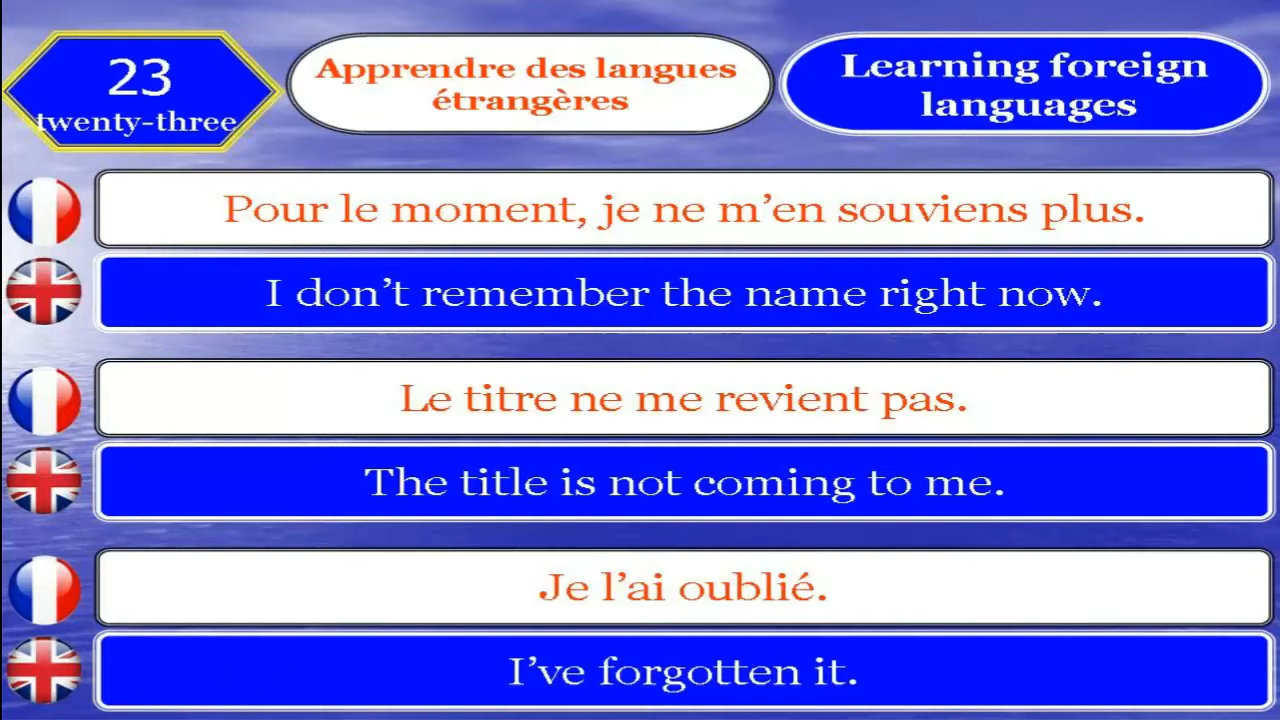 23
twenty-three
Apprendre des langues
étrangères
Learning foreign
languages
Pour le moment, je ne m’en souviens plus.
I don’t remember the name right now.
Le titre ne me revient pas.
The title is not coming to me.
Je l’ai oublié.
I’ve forgotten it.